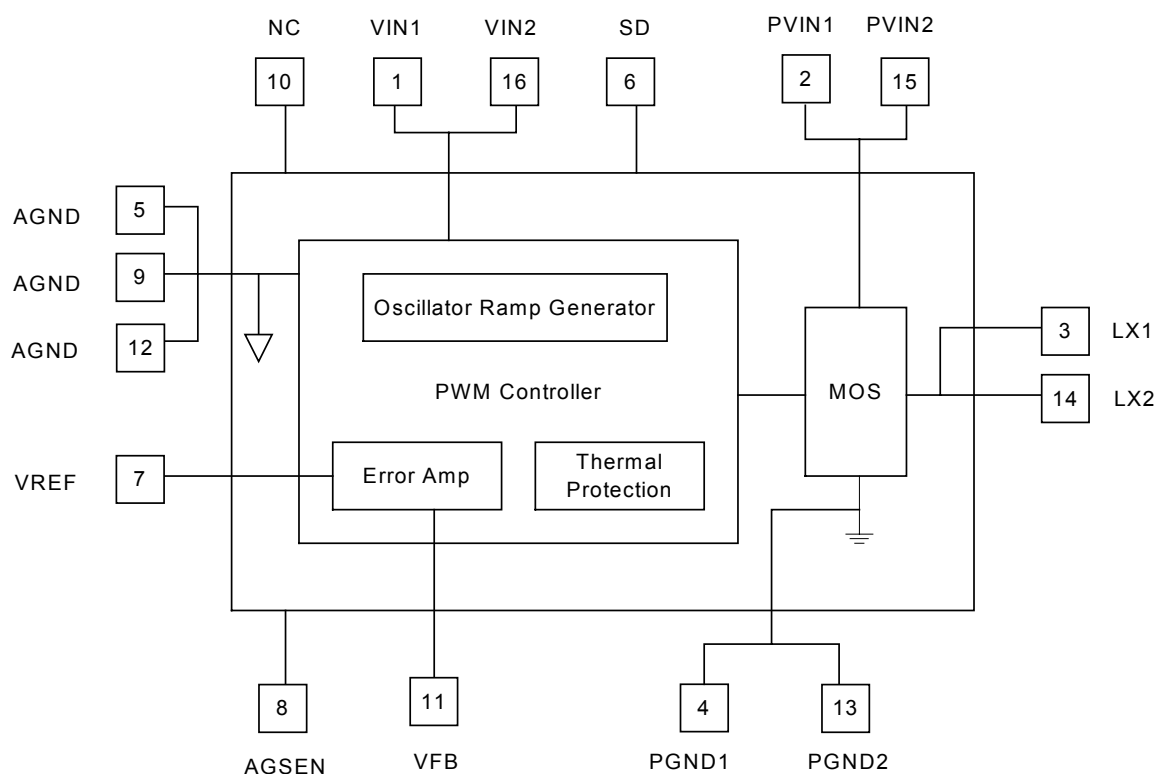 NC VIN1 VIN2 SD PVIN1 PVIN2
10 1 16 6 2 15
AGND 5
AGND 9
Oscillator Ramp Generator
3 LX1
AGND 12
PWM Controller
MOS
14 LX2
VREF 7
Error Amp
Thermal
Protection
8 11 4 13
AGSEN VFB PGND1 PGND2